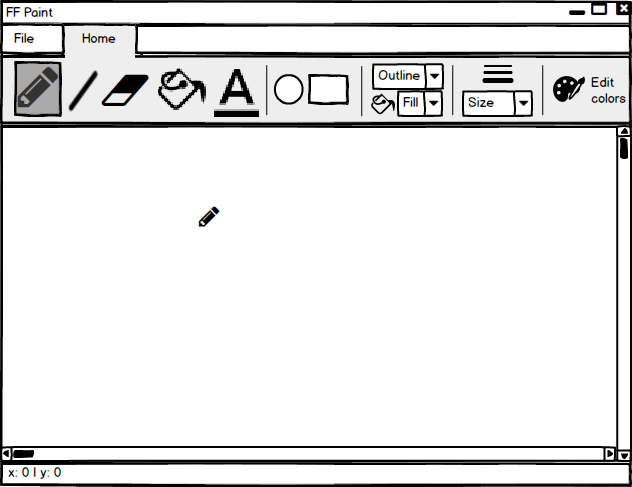 FF Paint
File
Home
A
Outline
Fill
Size
Edit
colors
x: 0 | y: 0